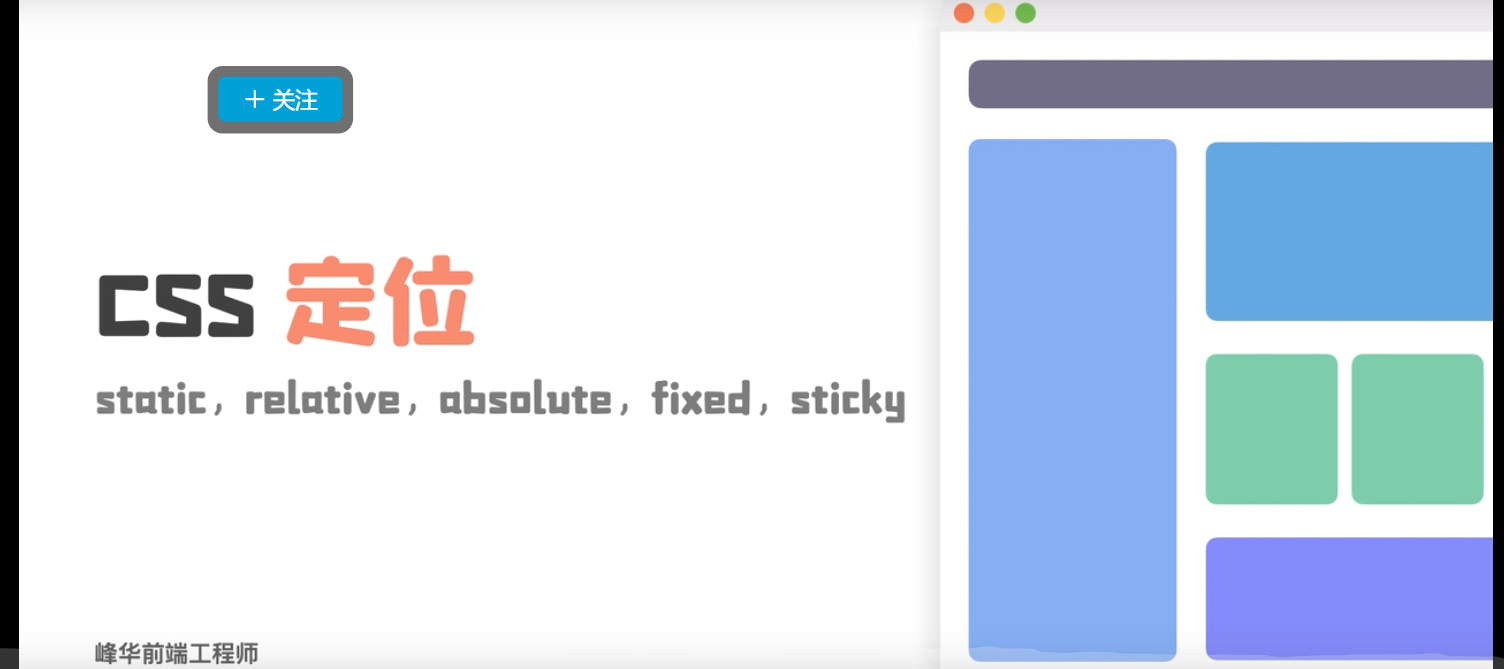 + 关注
CSS 定位
static, relative, absolute, fixed, sticky
峰华前端工程师